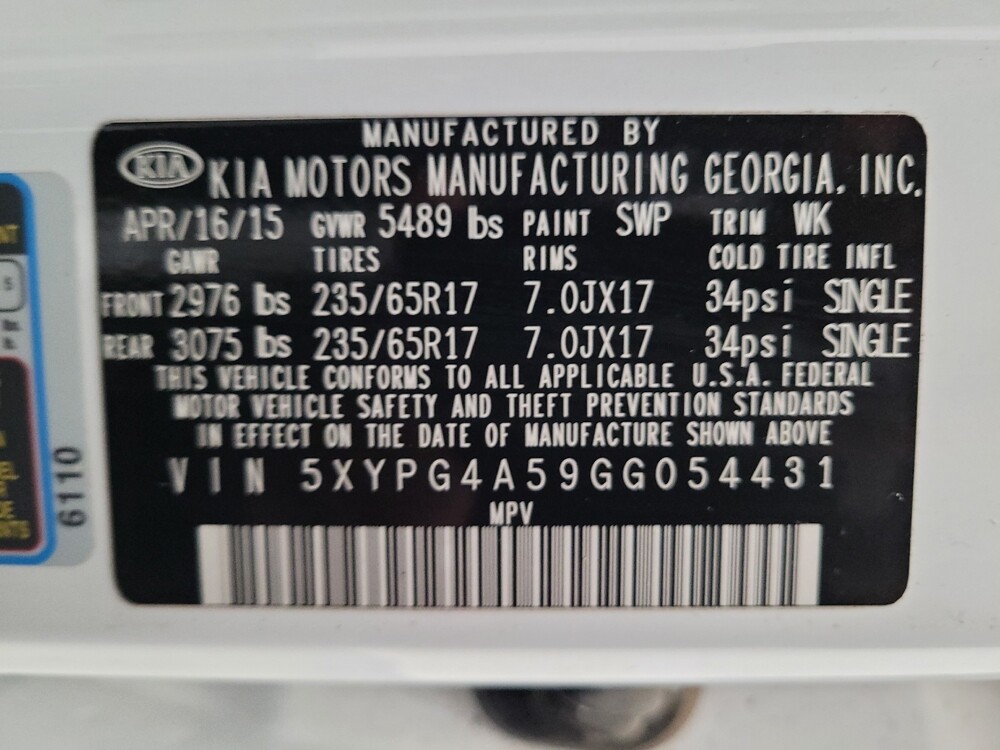 MANUFACTURED BY
KIA KIA MOTORS MANUFACTURING GEORGIA, INC.
APR/16/15 GVWR 5489 lbs PAINT SWP TRIM WK
GAWR TIRES RIMS COLD TIRE INFL
FRONT 2976 lbs 235/65R17 7.0JX17 34psi SINGLE
REAR 3075 lbs 235/65R17 7.0JX17 34psi SINGLE
THIS VEHICLE CONFORMS TO ALL APPLICABLE U.S.A. FEDERAL
MOTOR VEHICLE SAFETY AND THEFT PREVENTION STANDARDS
IN EFFECT ON THE DATE OF MANUFACTURE SHOWN ABOVE
VIN 5XYPG4A59GG054431
MPV
6110